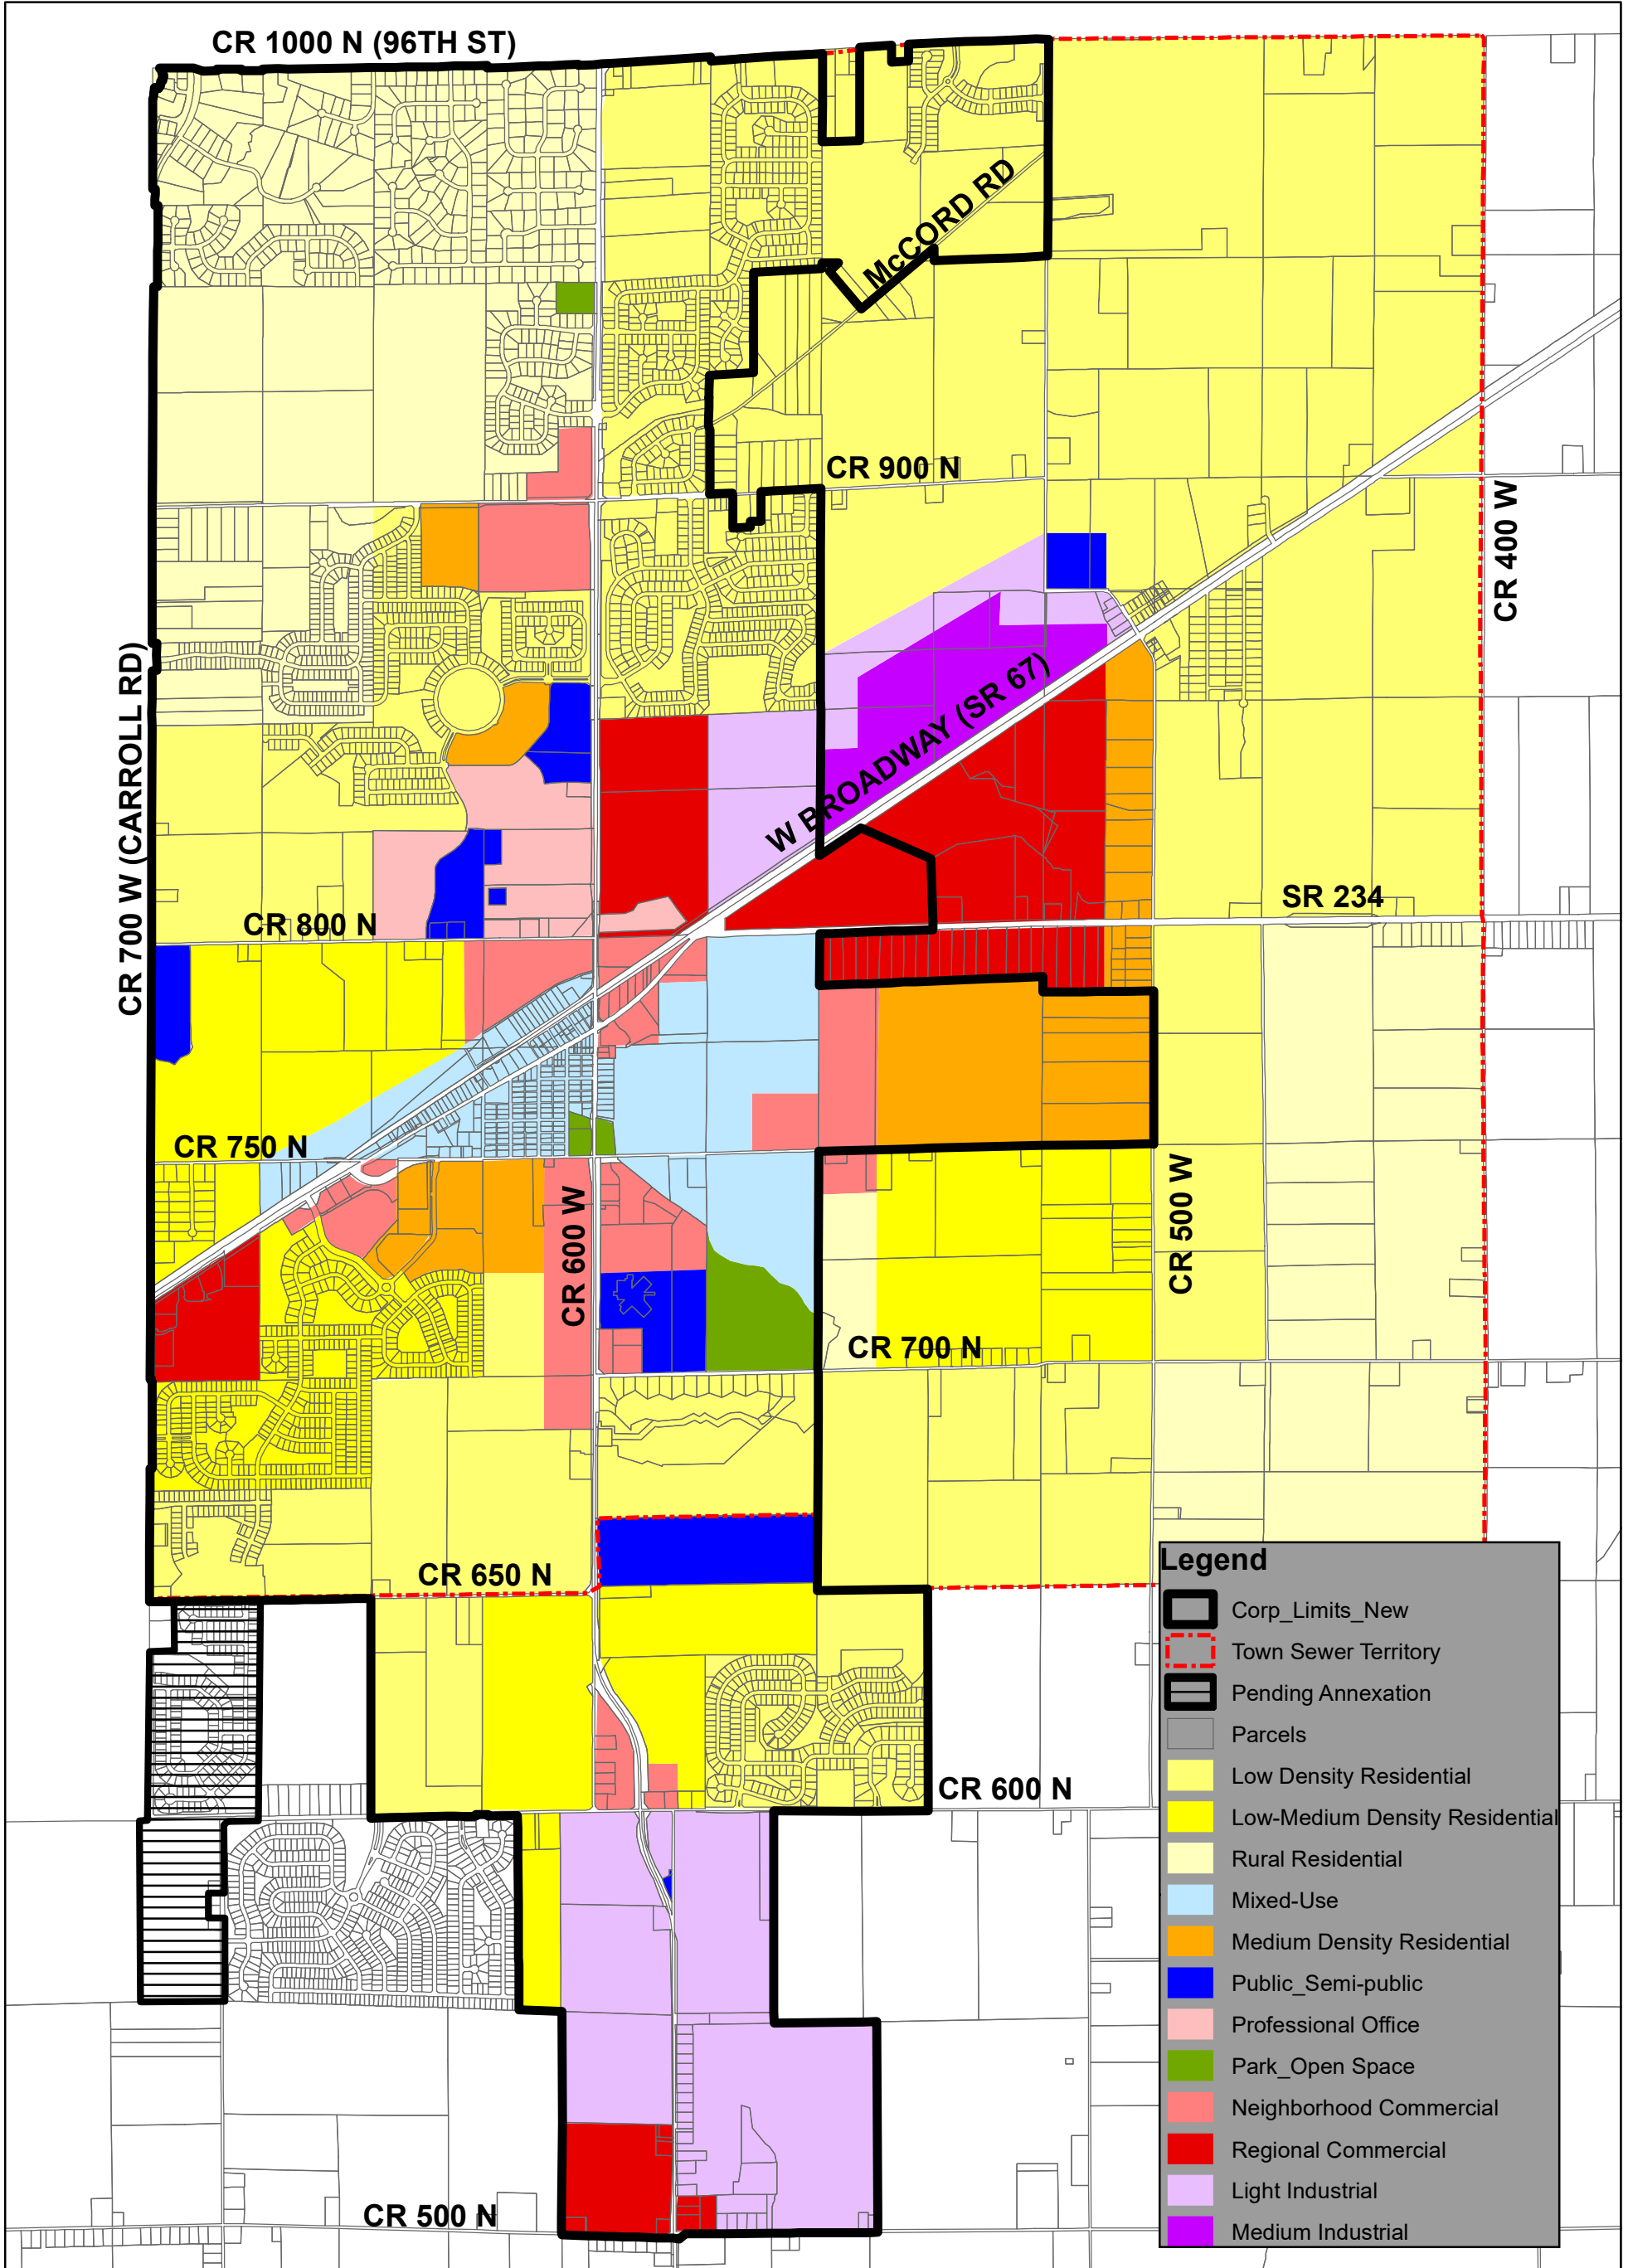 CR 1000 N (96TH ST)
McCORD RD
CR 900 N
CR 400 W
CR 700 W (CARROLL RD)
W BROADWAY (SR 67)
SR 234
CR 800 N
CR 750 N
CR 600 W
CR 500 W
CR 700 N
CR 650 N
CR 600 N
CR 500 N
Legend
Corp_Limits_New
Town Sewer Territory
Pending Annexation
Parcels
Low Density Residential
Low-Medium Density Residential
Rural Residential
Mixed-Use
Medium Density Residential
Public_Semi-public
Professional Office
Park_Open Space
Neighborhood Commercial
Regional Commercial
Light Industrial
Medium Industrial